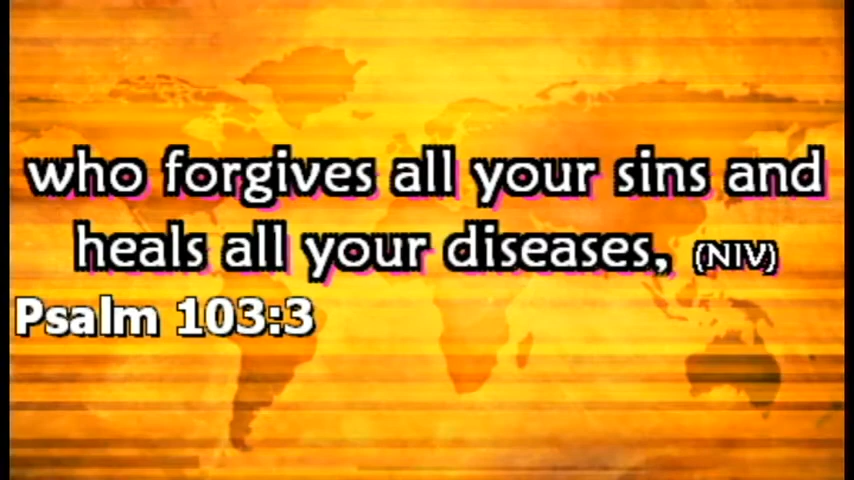 who forgives all your sins and
heals all your diseases, (NIV)
Psalm 103:3